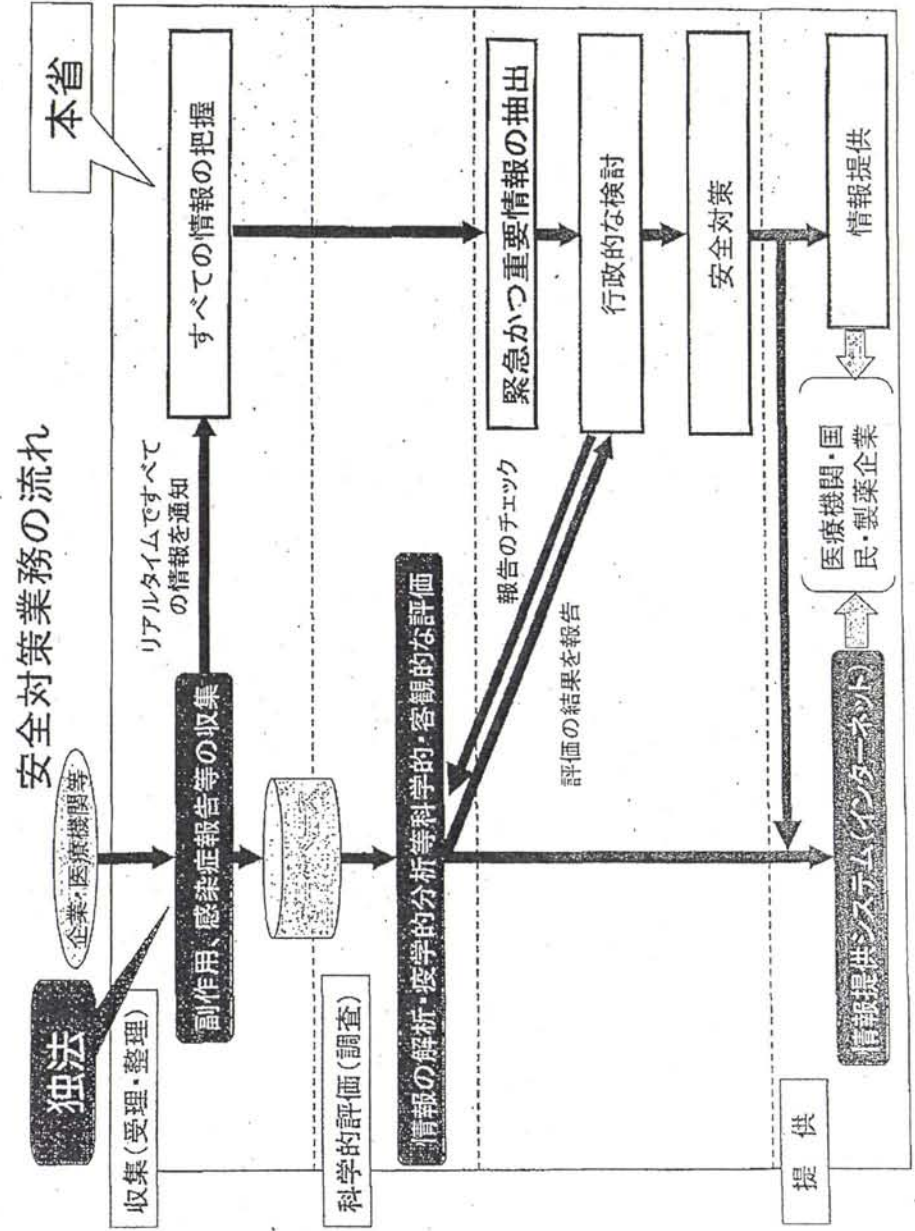 安全対策業務の流れ
独法
企業・医療機関等
本省
収集(受理・整理)
副作用、感染症報告等の収集
リアルタイムですべて
の情報を通知
すべての情報の把握
科学的評価(調査)
情報の解析・疫学的分析等科学的・客観的な評価
緊急かつ重要情報の抽出
報告のチェック
評価の結果を報告
行政的な検討
安全対策
提供
情報提供システム(インターネット)
医療機関・国
民・製薬企業
情報提供